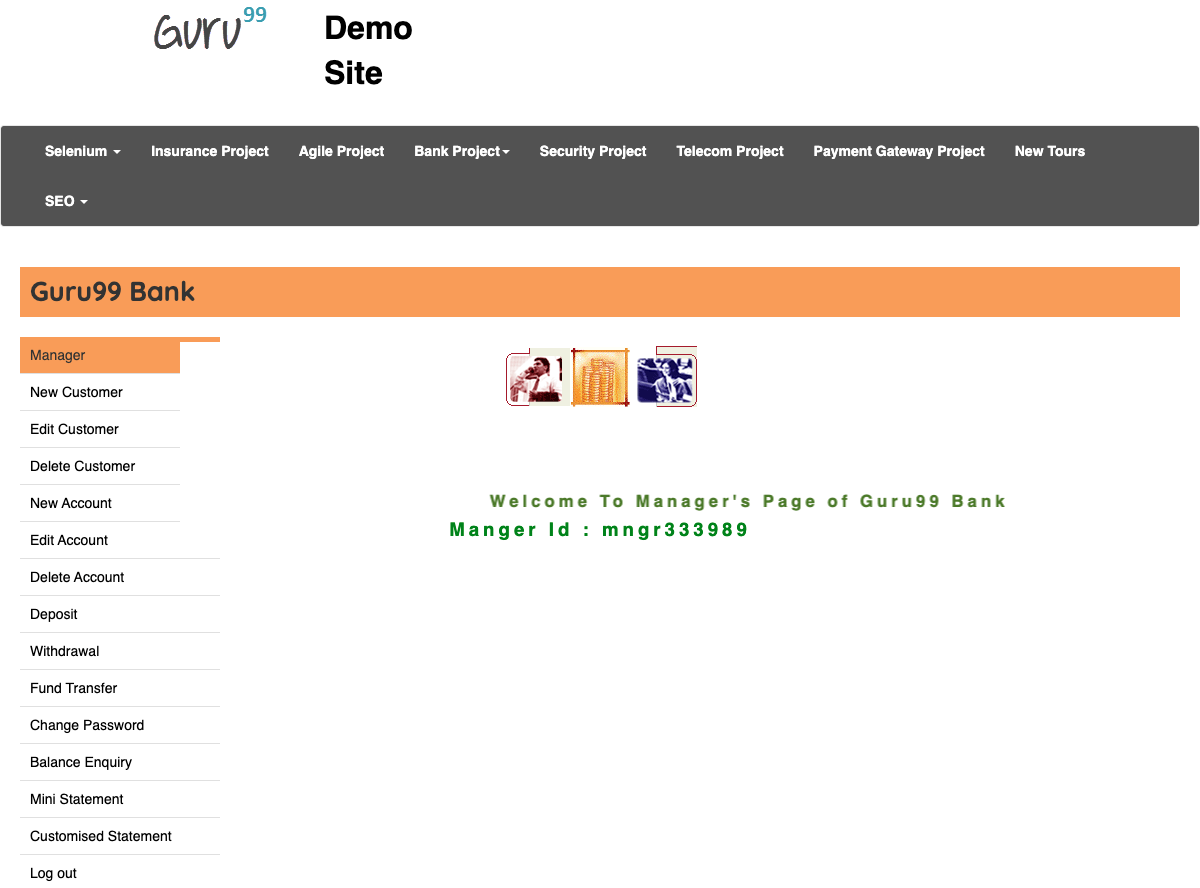 Guru99
Demo
Site
Selenium
Insurance Project
Agile Project
Bank Project
Security Project
Telecom Project
Payment Gateway Project
New Tours
SEO
Guru99 Bank
Manager
New Customer
Edit Customer
Delete Customer
New Account
Edit Account
Delete Account
Deposit
Withdrawal
Fund Transfer
Change Password
Balance Enquiry
Mini Statement
Customised Statement
Log out
Welcome To Manager's Page of Guru99 Bank
Manger Id : mngr333989